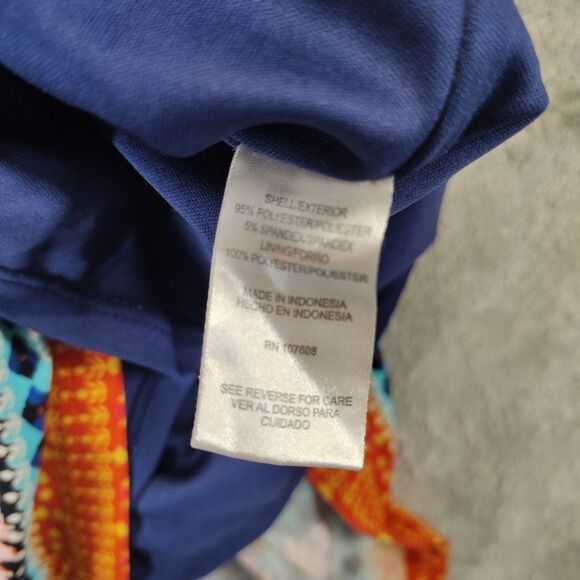 SHELL/EXTERIOR
95% POLYESTER/POLIESTER
5% SPANDEX/SPANDEX
LINING/FORRO
100% POLYESTER/POLIESTER
MADE IN INDONESIA
HECHO EN INDONESIA
RN 107608
SEE REVERSE FOR CARE
VER AL DORSO PARA
CUIDADO